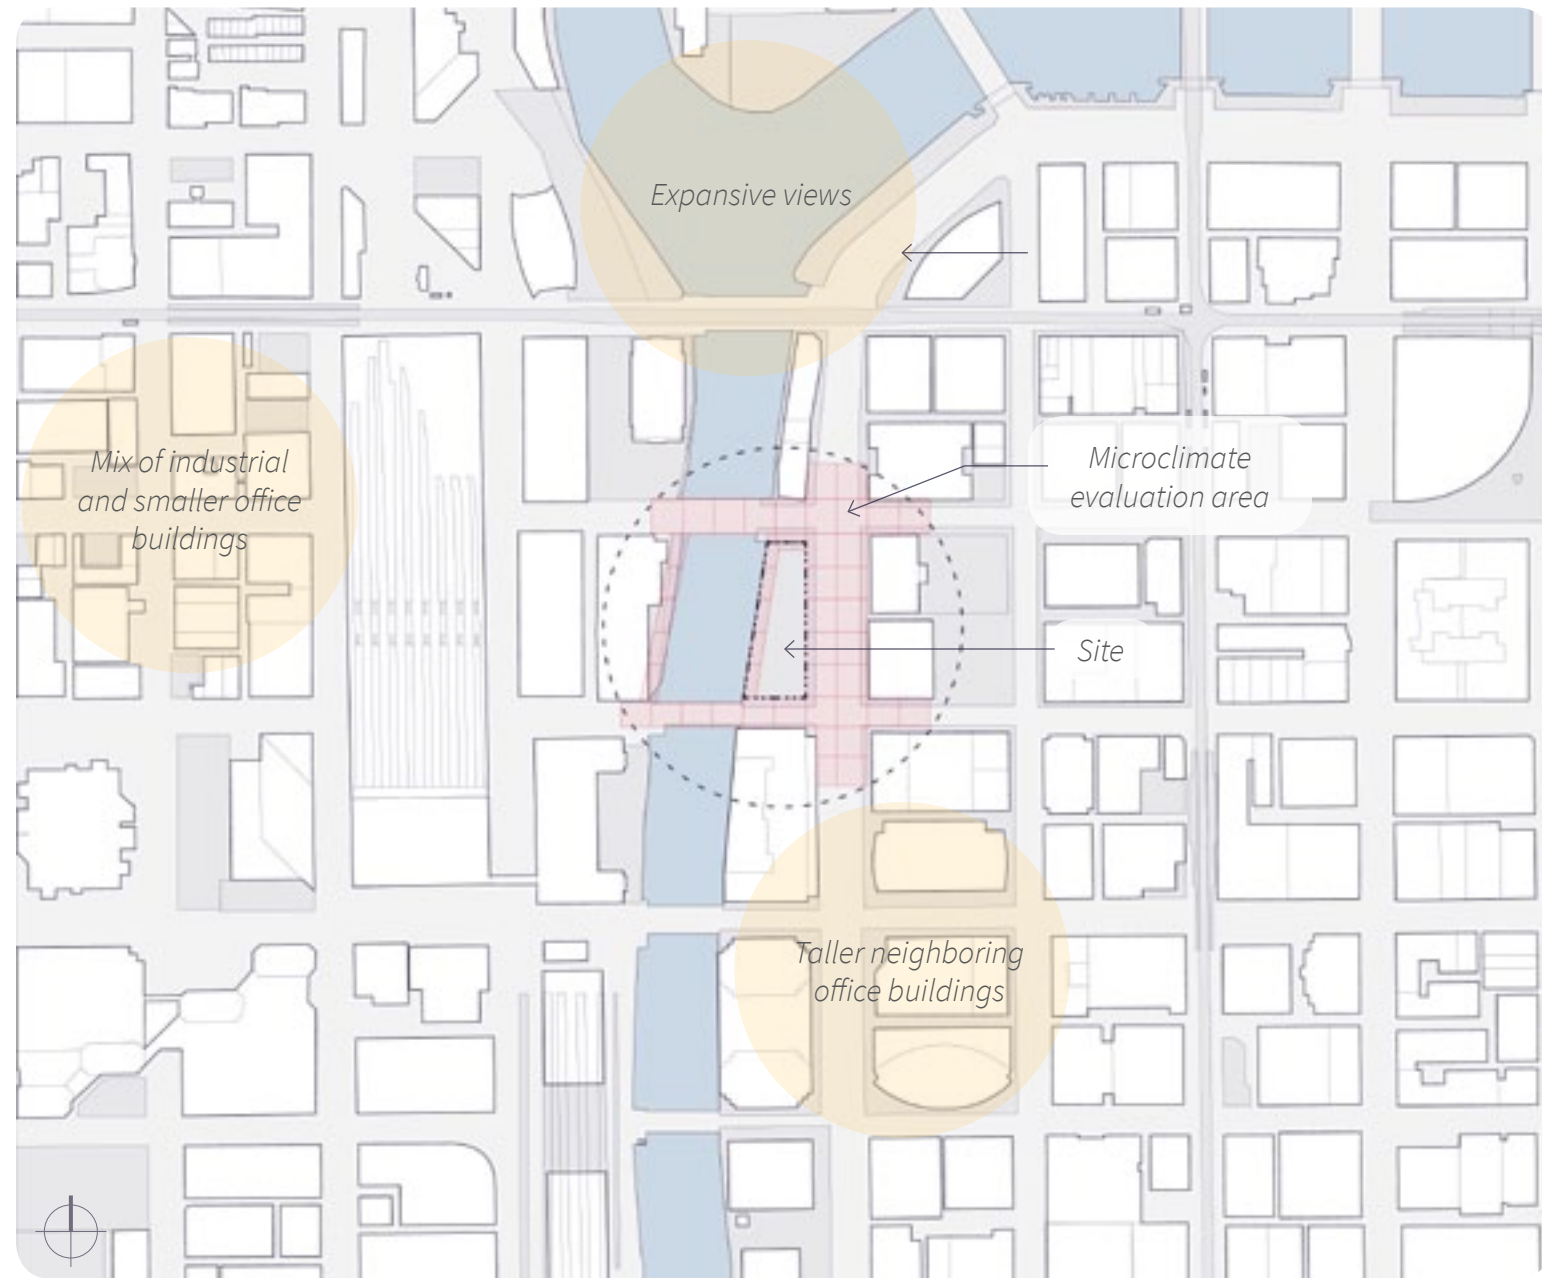 Expansive views
Mix of industrial
and smaller office
buildings
Microclimate
evaluation area
Site
Taller neighboring
office buildings